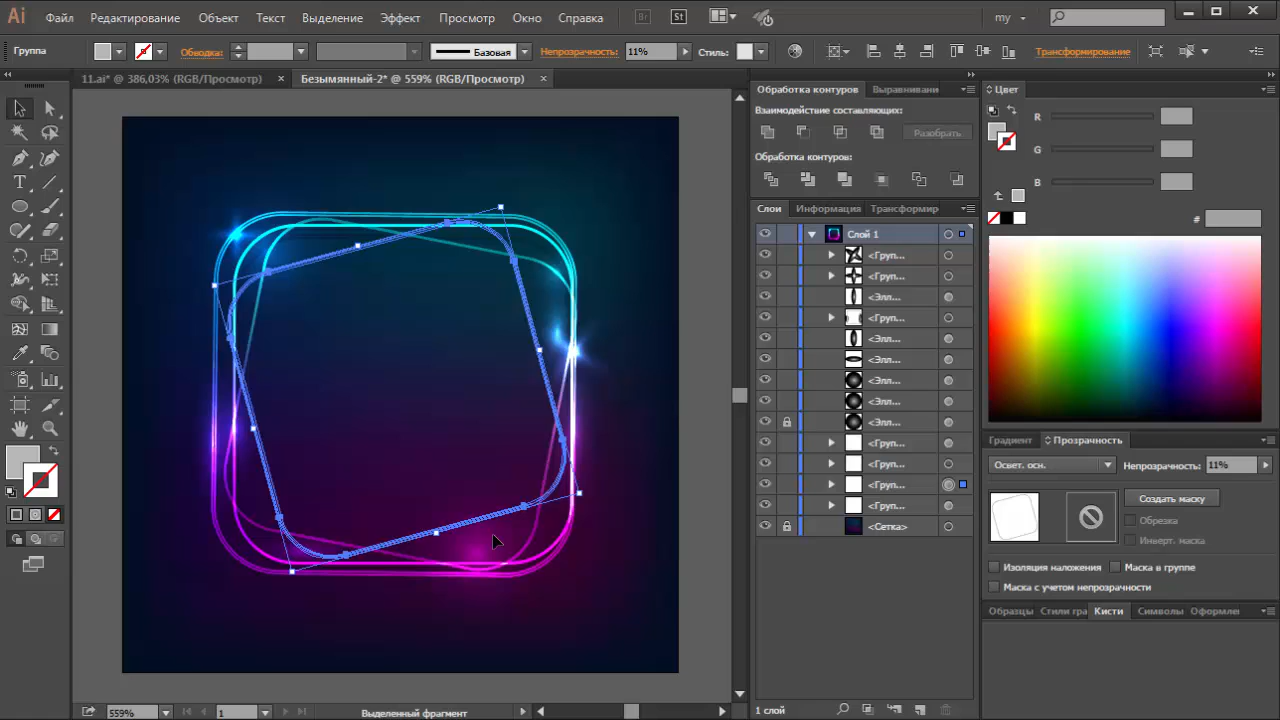 Ai Файл Редактирование Объект Текст Выделение Эффект Просмотр Окно Справка Br St my
Группа Обводка: Базовая Непрозрачность: 11% Стиль: Трансформирование
11.ai* @ 386,03% (RGB/Просмотр) × Безымянный-2* @ 559% (RGB/Просмотр) ×
Обработка контуров Выравнивани
Взаимодействие составляющих:
Разобрать
Обработка контуров:
Слои Информация Трансформир
Слой 1
<Груп...
<Груп...
<Элл...
<Груп...
<Элл...
<Элл...
<Элл...
<Элл...
<Элл...
<Груп...
<Груп...
<Груп...
<Груп...
<Сетка>
1 слой
Цвет
R
G
B
#
Градиент Прозрачность
Освет. осн. Непрозрачность: 11%
Создать маску
Обрезка
Инверт. маска
Изоляция наложения Маска в группе
Маска с учетом непрозрачности
Образцы Стили гра Кисти Символы Оформлен
559% 1 Выделенный фрагмент